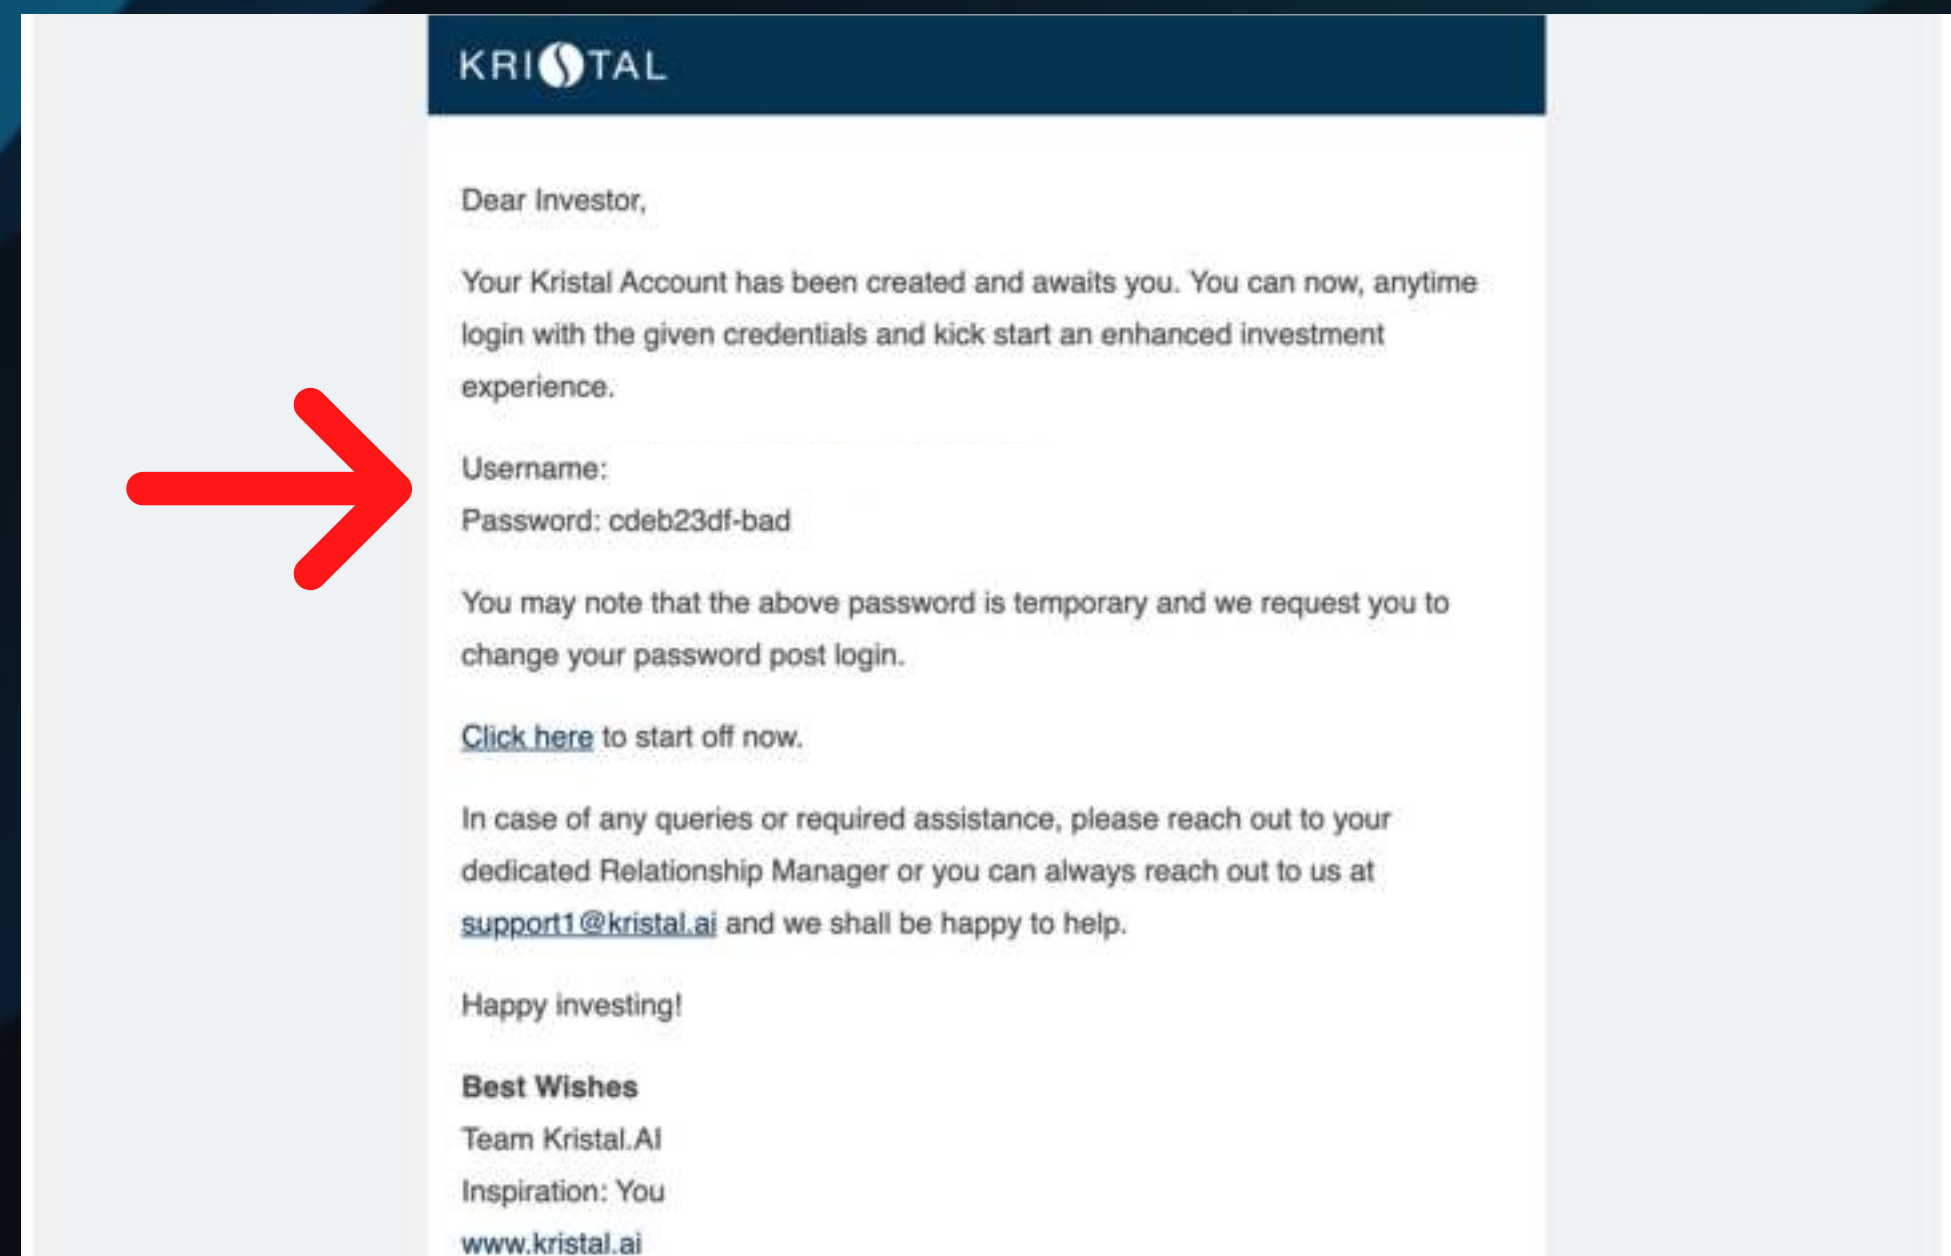 KRISTAL
Dear Investor,
Your Kristal Account has been created and awaits you. You can now, anytime
login with the given credentials and kick start an enhanced investment
experience.
Username:
Password: cdeb23df-bad
You may note that the above password is temporary and we request you to
change your password post login.
Click here to start off now.
In case of any queries or required assistance, please reach out to your
dedicated Relationship Manager or you can always reach out to us at
support1@kristal.ai and we shall be happy to help.
Happy investing!
Best Wishes
Team Kristal.AI
Inspiration: You
www.kristal.ai